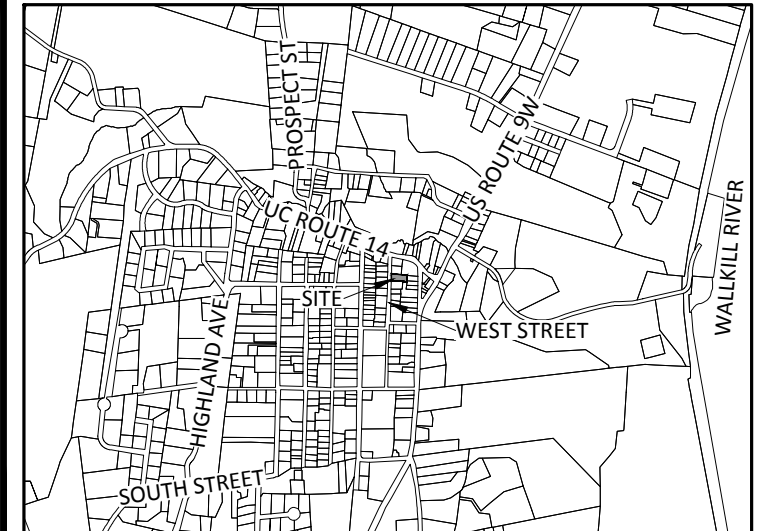 PROSPECT ST
US ROUTE 9W
UC ROUTE 14
WALLKILL RIVER
SITE
WEST STREET
HIGHLAND AVE
SOUTH STREET